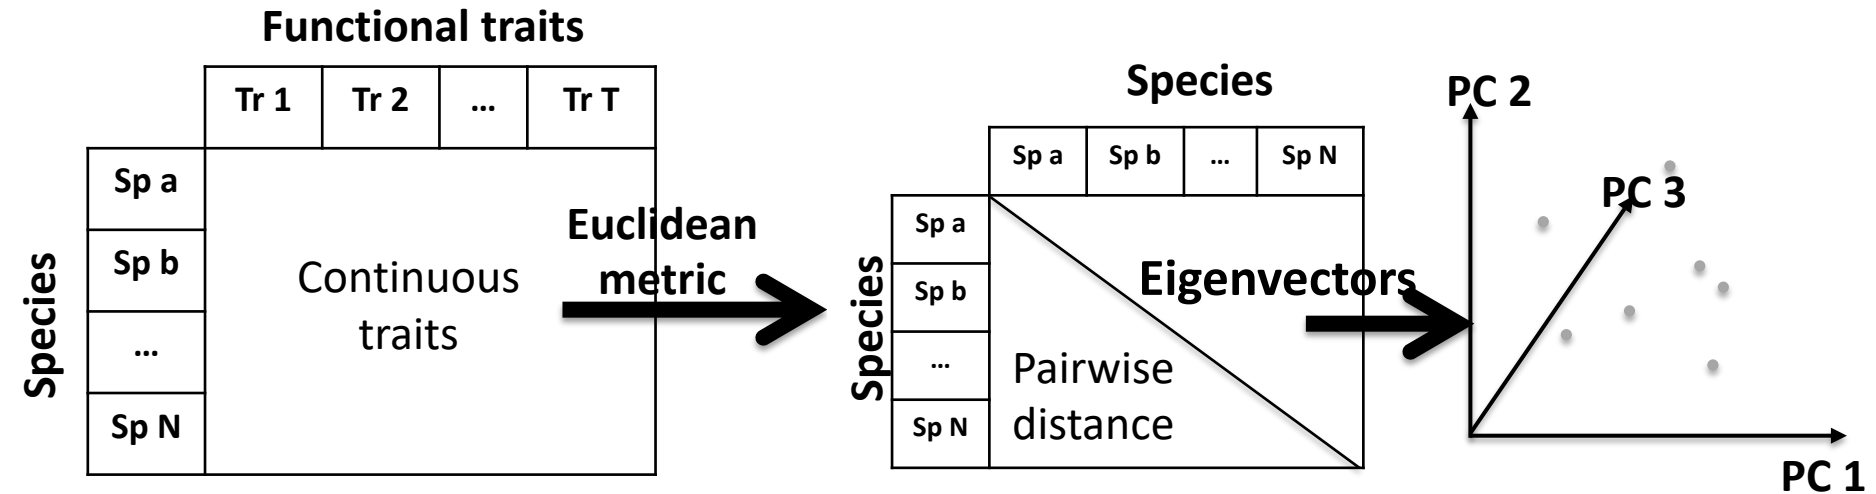 Functional traits
Tr 1 Tr 2 ... Tr T
Species
Sp a
Sp b
...
Sp N
Continuous
traits
Euclidean
metric
Species
Sp a Sp b ... Sp N
Species
Sp a
Sp b
...
Sp N
Pairwise
distance
Eigenvectors
PC 2
PC 3
PC 1